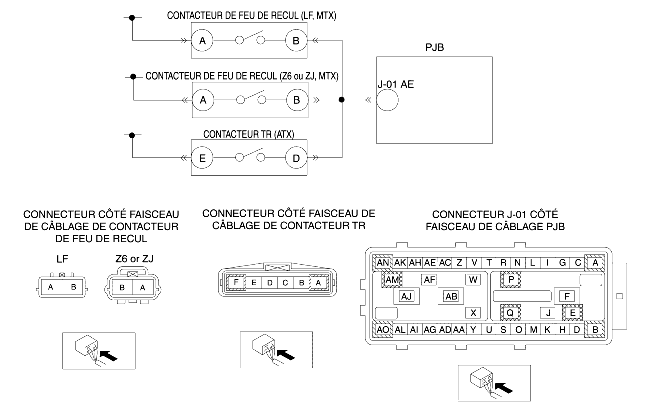 CONTACTEUR DE FEU DE RECUL (LF, MTX)
A B
PJB
CONTACTEUR DE FEU DE RECUL (Z6 ou ZJ, MTX)
J-01 AE
A B
CONTACTEUR TR (ATX)
E D
CONNECTEUR CÔTÉ FAISCEAU
DE CÂBLAGE DE CONTACTEUR
DE FEU DE RECUL
LF Z6 or ZJ
A B
B A
CONNECTEUR CÔTÉ FAISCEAU DE
CÂBLAGE DE CONTACTEUR TR
F E D C B A
CONNECTEUR J-01 CÔTÉ
FAISCEAU DE CÂBLAGE PJB
AN AK AH AE AC Z V T R N L I G C A
AM AF W P
AJ AB F
X Q J E
AO AL AI AG AD AA Y U S O M K H D B